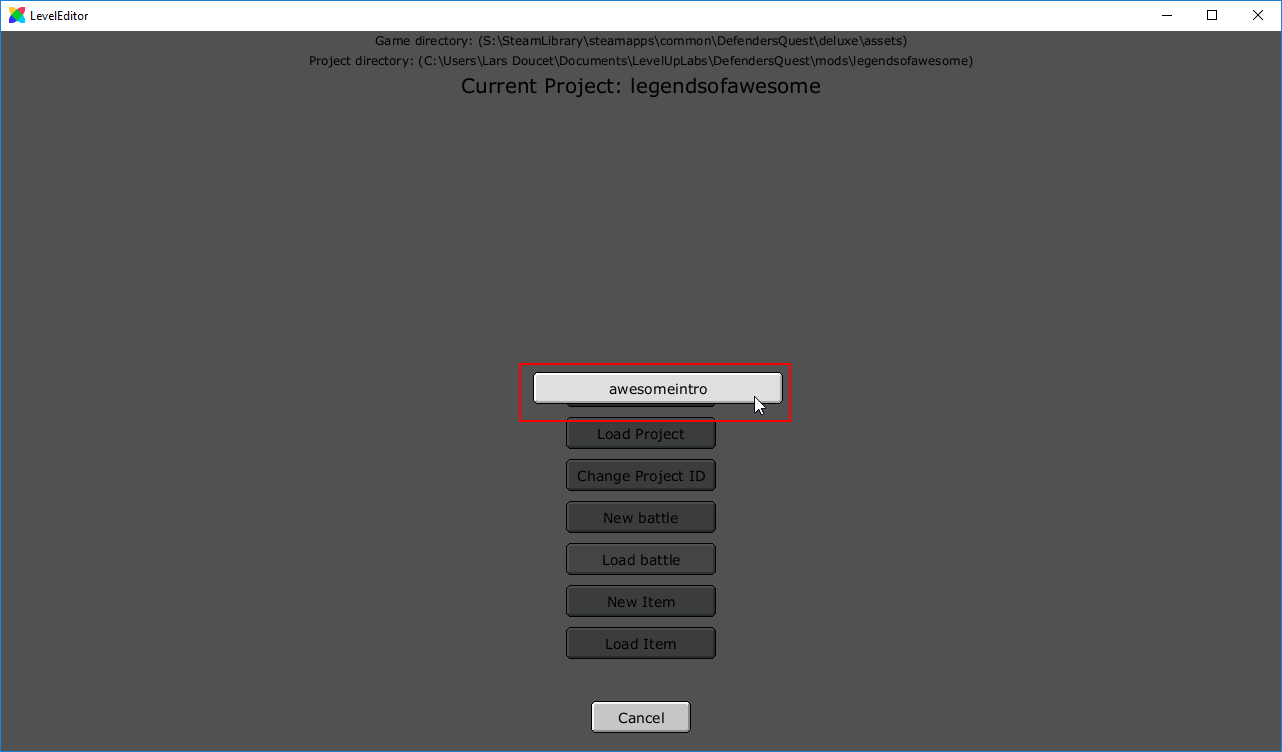 LevelEditor
Game directory: (S:\SteamLibrary\steamapps\common\DefendersQuest\deluxe\assets)
Project directory: (C:\Users\Lars Doucet\Documents\LevelUpLabs\DefendersQuest\mods\legendsofawesome)
Current Project: legendsofawesome
awesomeintro
Load Project
Change Project ID
New battle
Load battle
New Item
Load Item
Cancel